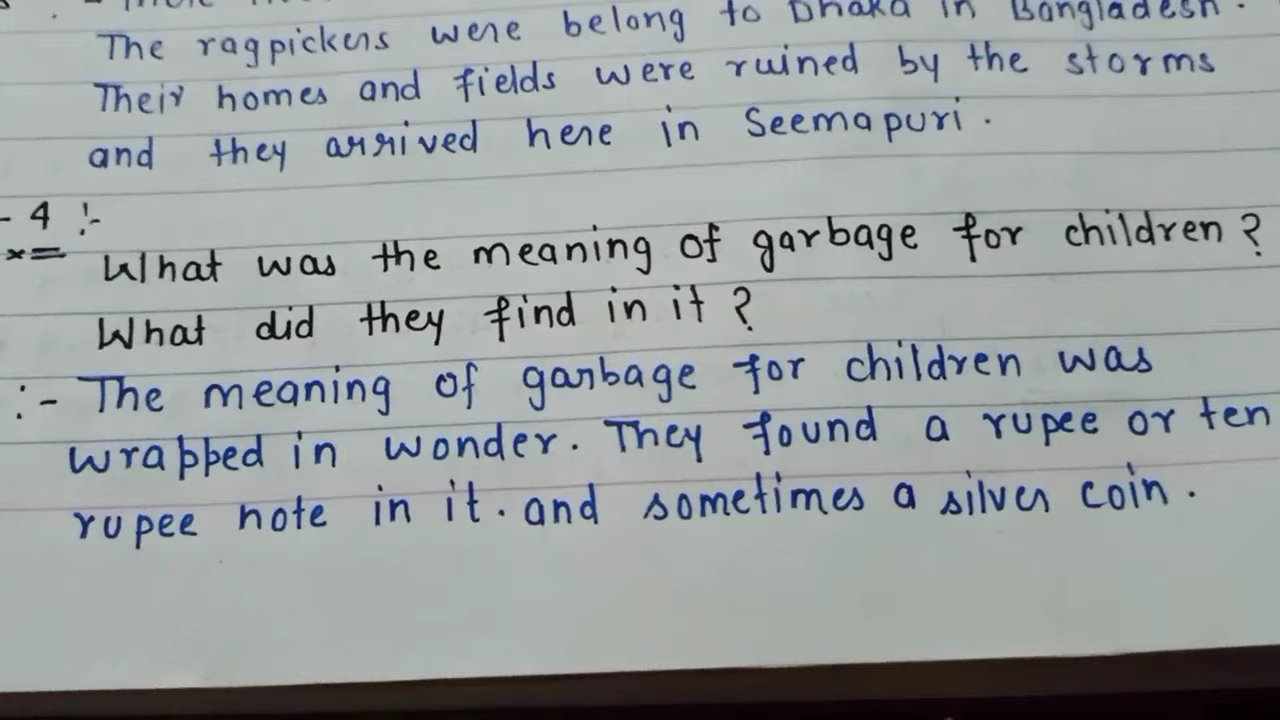 The ragpickers were belong to Dhaka in Bangladesh.
Their homes and fields were ruined by the storms
and they arrived here in Seemapuri.
- 4 :-
What was the meaning of garbage for children?
What did they find in it?
:- The meaning of garbage for children was
wrapped in wonder. They found a rupee or ten
rupee note in it. and sometimes a silver coin.